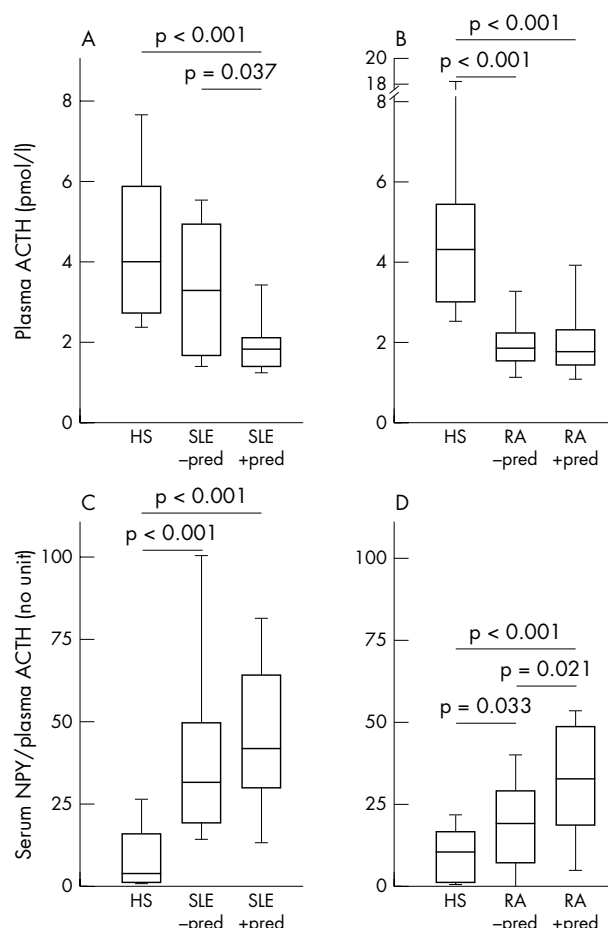 A
p < 0.001
p = 0.037
8
6
4
2
0
Plasma ACTH (pmol/l)
HS
SLE
–pred
SLE
+pred
B
p < 0.001
p < 0.001
20
18
8
6
4
2
0
HS
RA
–pred
RA
+pred
C
p < 0.001
p < 0.001
100
75
50
25
0
Serum NPY/plasma ACTH (no unit)
HS
SLE
–pred
SLE
+pred
D
p < 0.001
p = 0.021
p = 0.033
100
75
50
25
0
HS
RA
–pred
RA
+pred